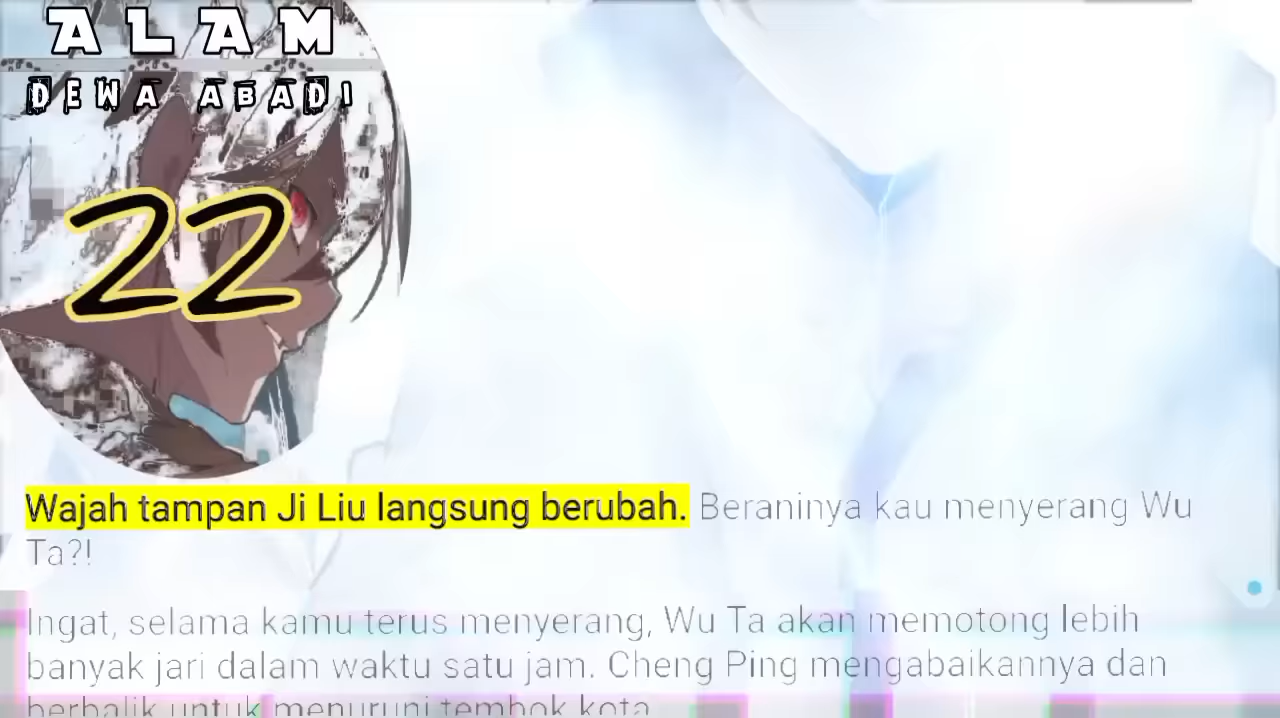 ALAM
DEWA ABADI
22
Wajah tampan Ji Liu langsung berubah. Beraninya kau menyerang Wu
Ta?!
Ingat, selama kamu terus menyerang, Wu Ta akan memotong lebih
banyak jari dalam waktu satu jam. Cheng Ping mengabaikannya dan
berbalik untuk menuruni tembok kota